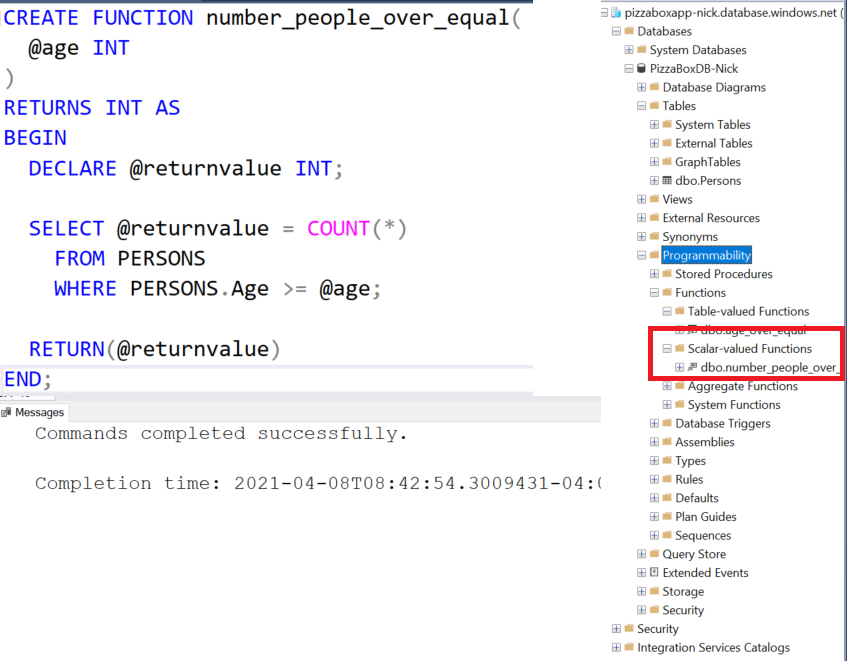 CREATE FUNCTION number_people_over_equal(
@age INT
)
RETURNS INT AS
BEGIN
DECLARE @returnvalue INT;
SELECT @returnvalue = COUNT(*)
FROM PERSONS
WHERE PERSONS.Age >= @age;
RETURN(@returnvalue)
END;
Messages
Commands completed successfully.
Completion time: 2021-04-08T08:42:54.3009431-04:0
pizzaboxapp-nick.database.windows.net (
Databases
System Databases
PizzaBoxDB-Nick
Database Diagrams
Tables
System Tables
External Tables
GraphTables
dbo.Persons
Views
External Resources
Synonyms
Programmability
Stored Procedures
Functions
Table-valued Functions
dbo.age_over_equal
Scalar-valued Functions
dbo.number_people_over_
Aggregate Functions
System Functions
Database Triggers
Assemblies
Types
Rules
Defaults
Plan Guides
Sequences
Query Store
Extended Events
Storage
Security
Security
Integration Services Catalogs